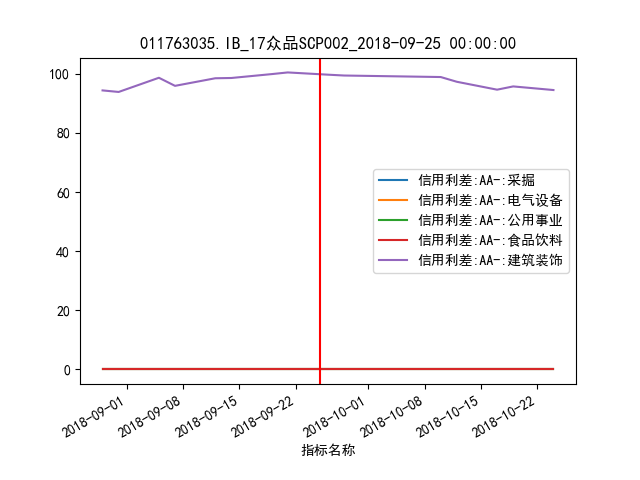 011763035.IB_17众品SCP002_2018-09-25 00:00:00
100
80
60
40
20
0
信用利差:AA-:采掘
信用利差:AA-:电气设备
信用利差:AA-:公用事业
信用利差:AA-:食品饮料
信用利差:AA-:建筑装饰
2018-09-01
2018-09-08
2018-09-15
2018-09-22
2018-10-01
2018-10-08
2018-10-15
2018-10-22
指标名称